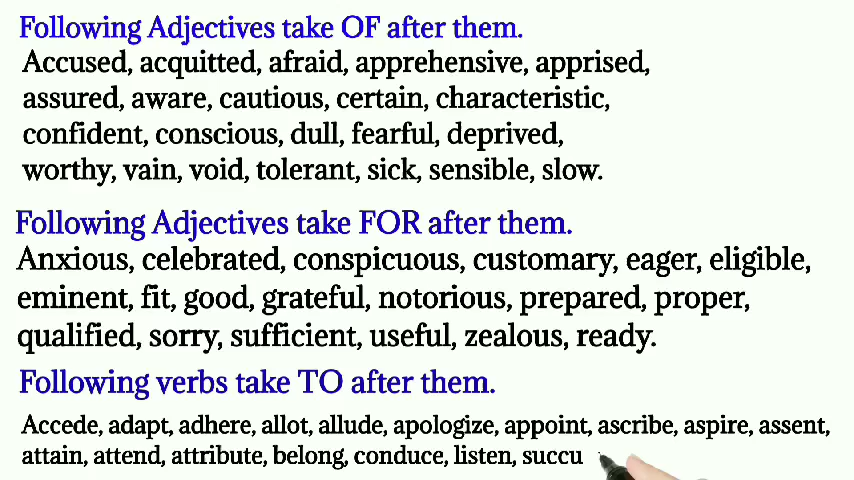 Following Adjectives take OF after them.
Accused, acquitted, afraid, apprehensive, apprised,
assured, aware, cautious, certain, characteristic,
confident, conscious, dull, fearful, deprived,
worthy, vain, void, tolerant, sick, sensible, slow.
Following Adjectives take FOR after them.
Anxious, celebrated, conspicuous, customary, eager, eligible,
eminent, fit, good, grateful, notorious, prepared, proper,
qualified, sorry, sufficient, useful, zealous, ready.
Following verbs take TO after them.
Accede, adapt, adhere, allot, allude, apologize, appoint, ascribe, aspire, assent,
attain, attend, attribute, belong, conduce, listen, succu